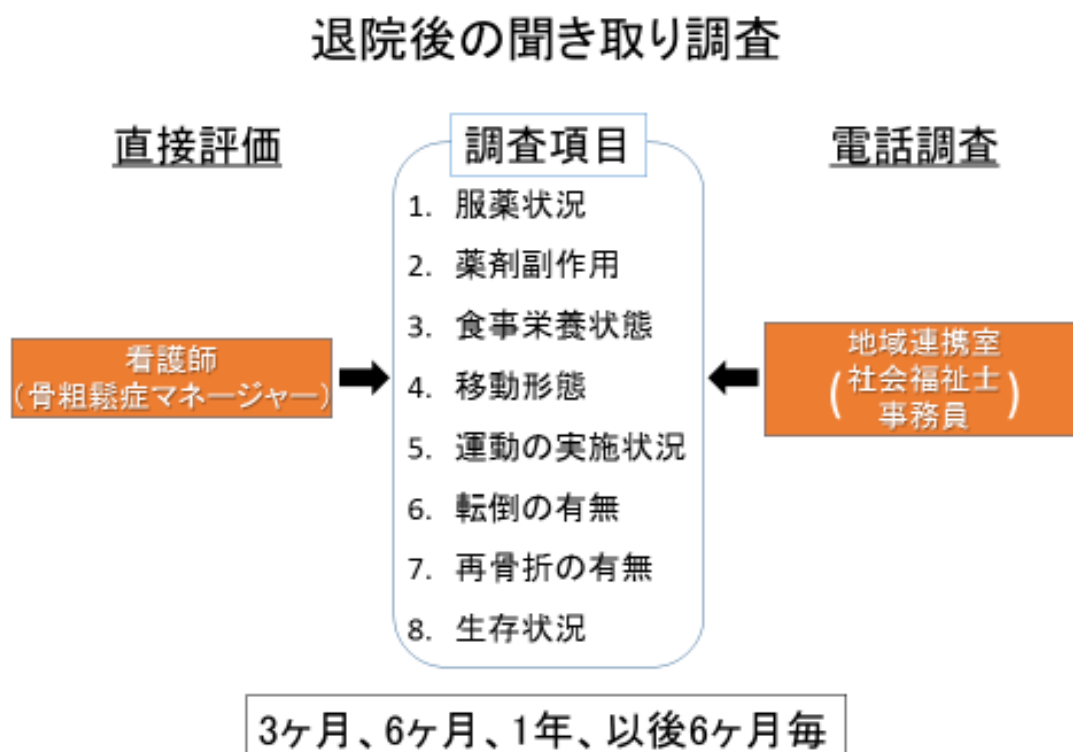 退院後の聞き取り調査
直接評価
調査項目
電話調査
1. 服薬状況
2. 薬剤副作用
3. 食事栄養状態
4. 移動形態
5. 運動の実施状況
6. 転倒の有無
7. 再骨折の有無
8. 生存状況
看護師
(骨粗鬆症マネージャー)
地域連携室
(社会福祉士
事務員)
3ヶ月、6ヶ月、1年、以後6ヶ月毎